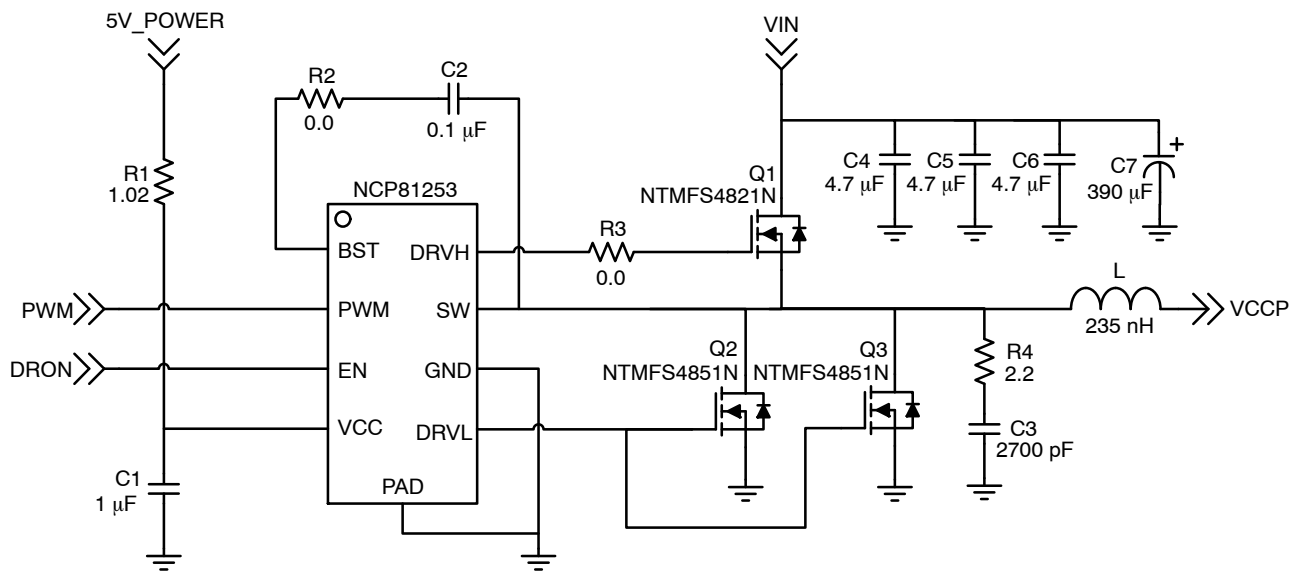 5V_POWER
VIN
R2
0.0
C2
0.1 μF
R1
1.02
NCP81253
Q1
NTMFS4821N
C4
4.7 μF
C5
4.7 μF
C6
4.7 μF
C7
390 μF
+
BST
DRVH
R3
0.0
PWM
PWM
SW
L
235 nH
VCCP
DRON
EN
GND
Q2
NTMFS4851N
Q3
NTMFS4851N
R4
2.2
VCC
DRVL
C3
2700 pF
C1
1 μF
PAD